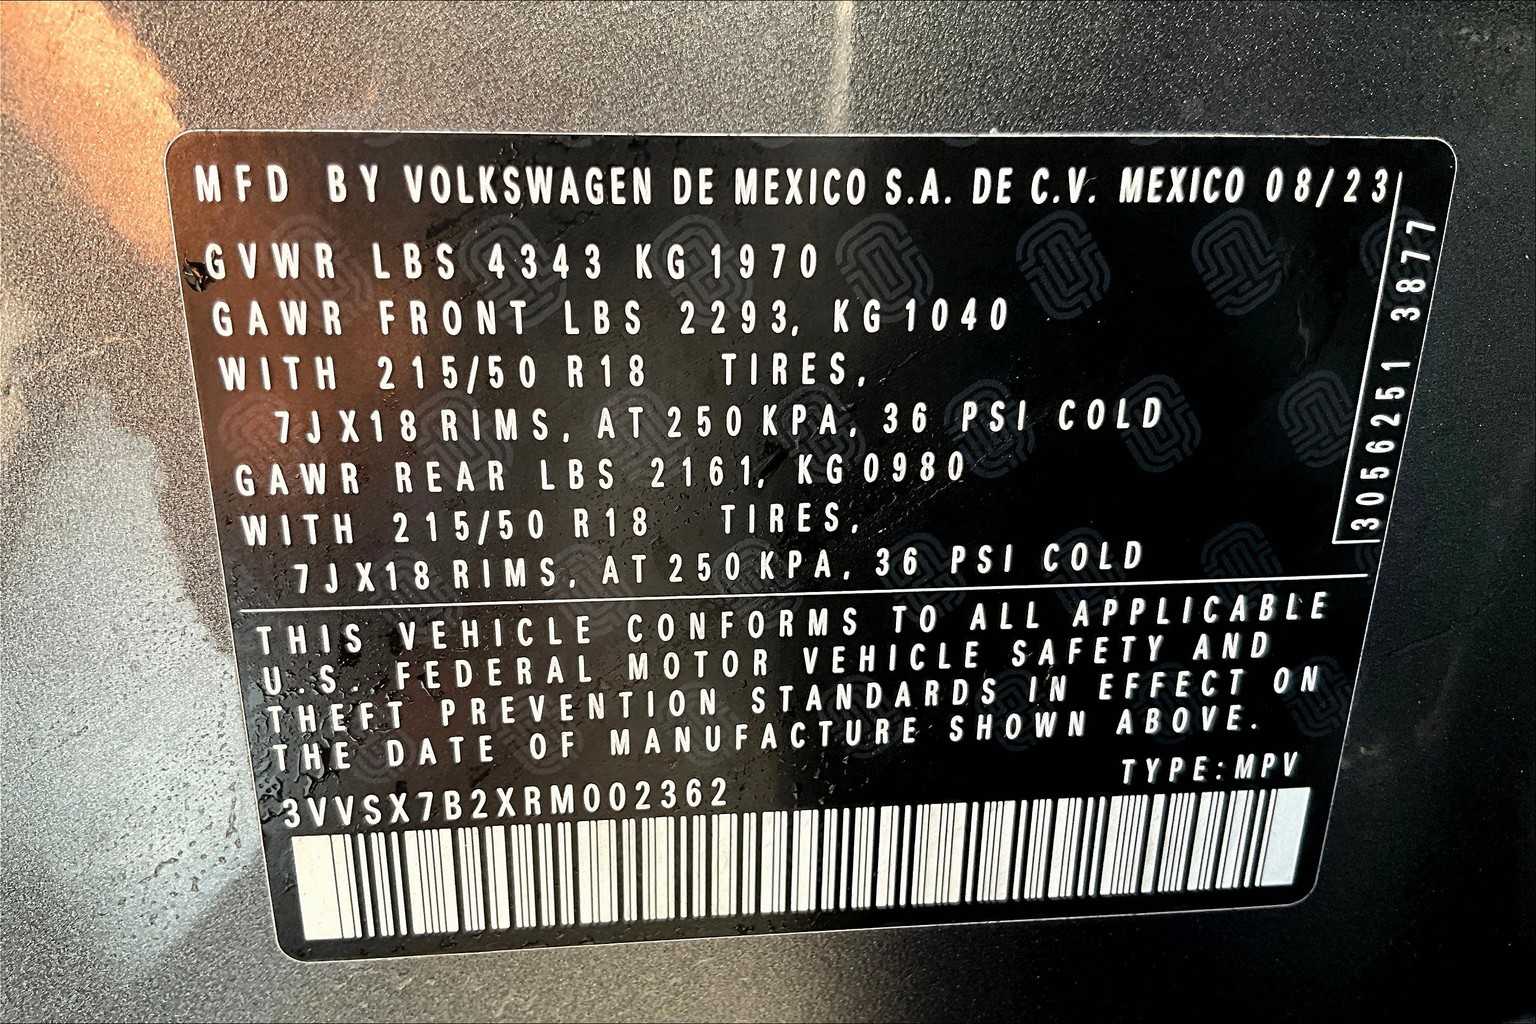 MFD BY VOLKSWAGEN DE MEXICO S.A. DE C.V. MEXICO 08/23
GVWR LBS 4343 KG 1970
GAWR FRONT LBS 2293, KG 1040
WITH 215/50 R18 TIRES,
7JX18 RIMS, AT 250 KPA, 36 PSI COLD
GAWR REAR LBS 2161, KG 0980
WITH 215/50 R18 TIRES,
7JX18 RIMS, AT 250 KPA, 36 PSI COLD
3056251 3877
THIS VEHICLE CONFORMS TO ALL APPLICABLE
U.S. FEDERAL MOTOR VEHICLE SAFETY AND
THEFT PREVENTION STANDARDS IN EFFECT ON
THE DATE OF MANUFACTURE SHOWN ABOVE.
TYPE:MPV
3VVSX7B2XRM002362